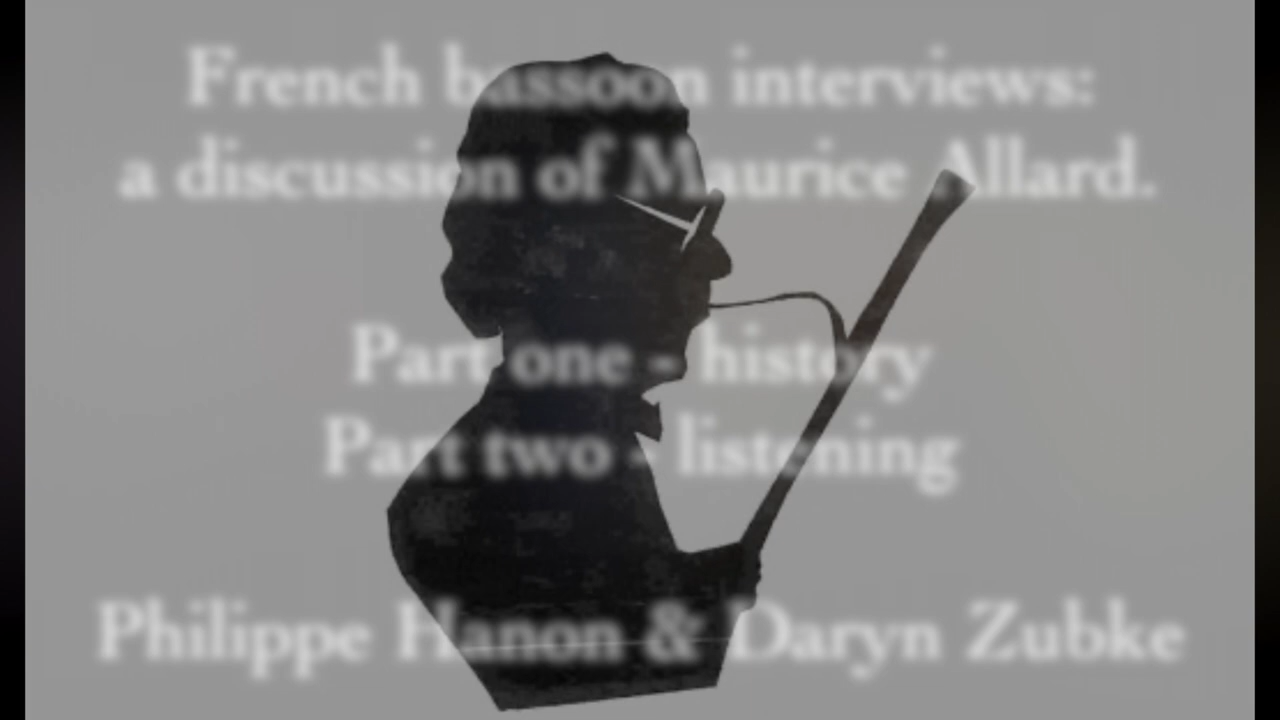 French bassoon interviews:
a discussion of Maurice Allard.
Part one - history
Part two - listening
Philippe Hanon & Daryn Zubke